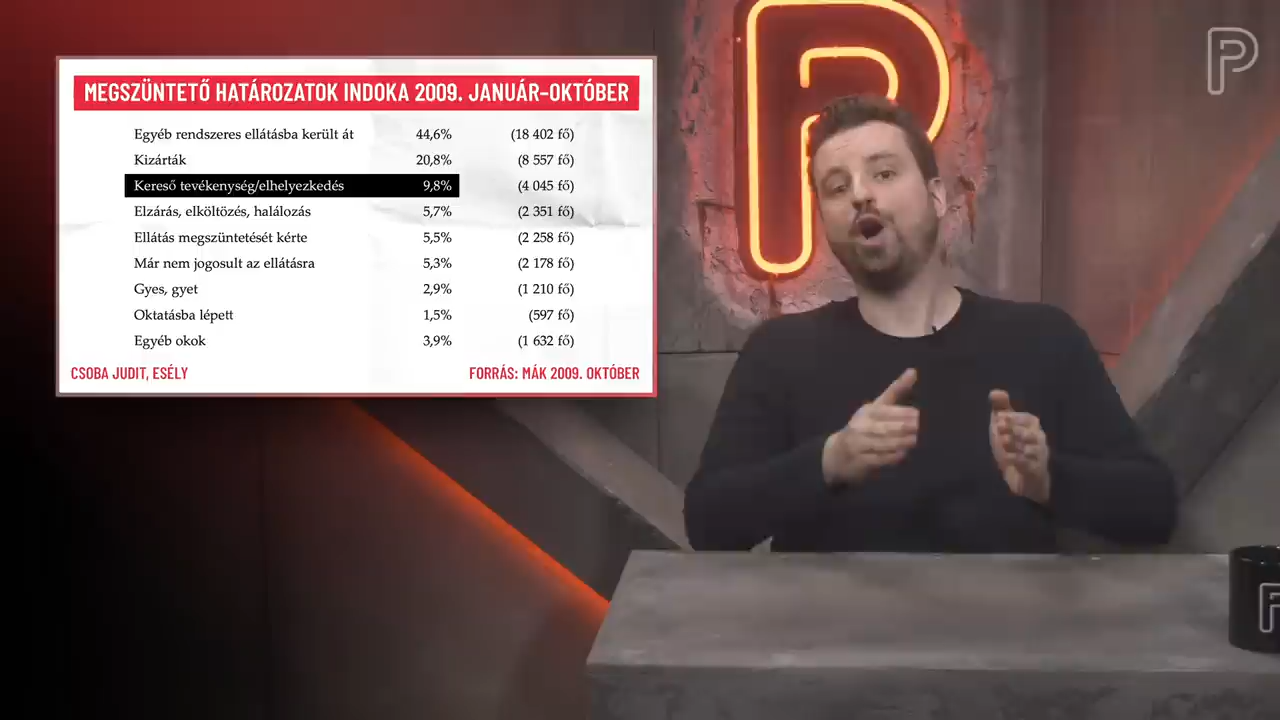 MEGSZÜNTETŐ HATÁROZATOK INDOKA 2009. JANUÁR-OKTÓBER
Egyéb rendszeres ellátásba került át 44,6% (18 402 fő)
Kizárták 20,8% (8 557 fő)
Kereső tevékenység/elhelyezkedés 9,8% (4 045 fő)
Elzárás, elköltözés, halálozás 5,7% (2 351 fő)
Ellátás megszüntetését kérte 5,5% (2 258 fő)
Már nem jogosult az ellátásra 5,3% (2 178 fő)
Gyes, gyet 2,9% (1 210 fő)
Oktatásba lépett 1,5% (597 fő)
Egyéb okok 3,9% (1 632 fő)
CSOBA JUDIT, ESÉLY FORRÁS: MÁK 2009. OKTÓBER
P
P
P